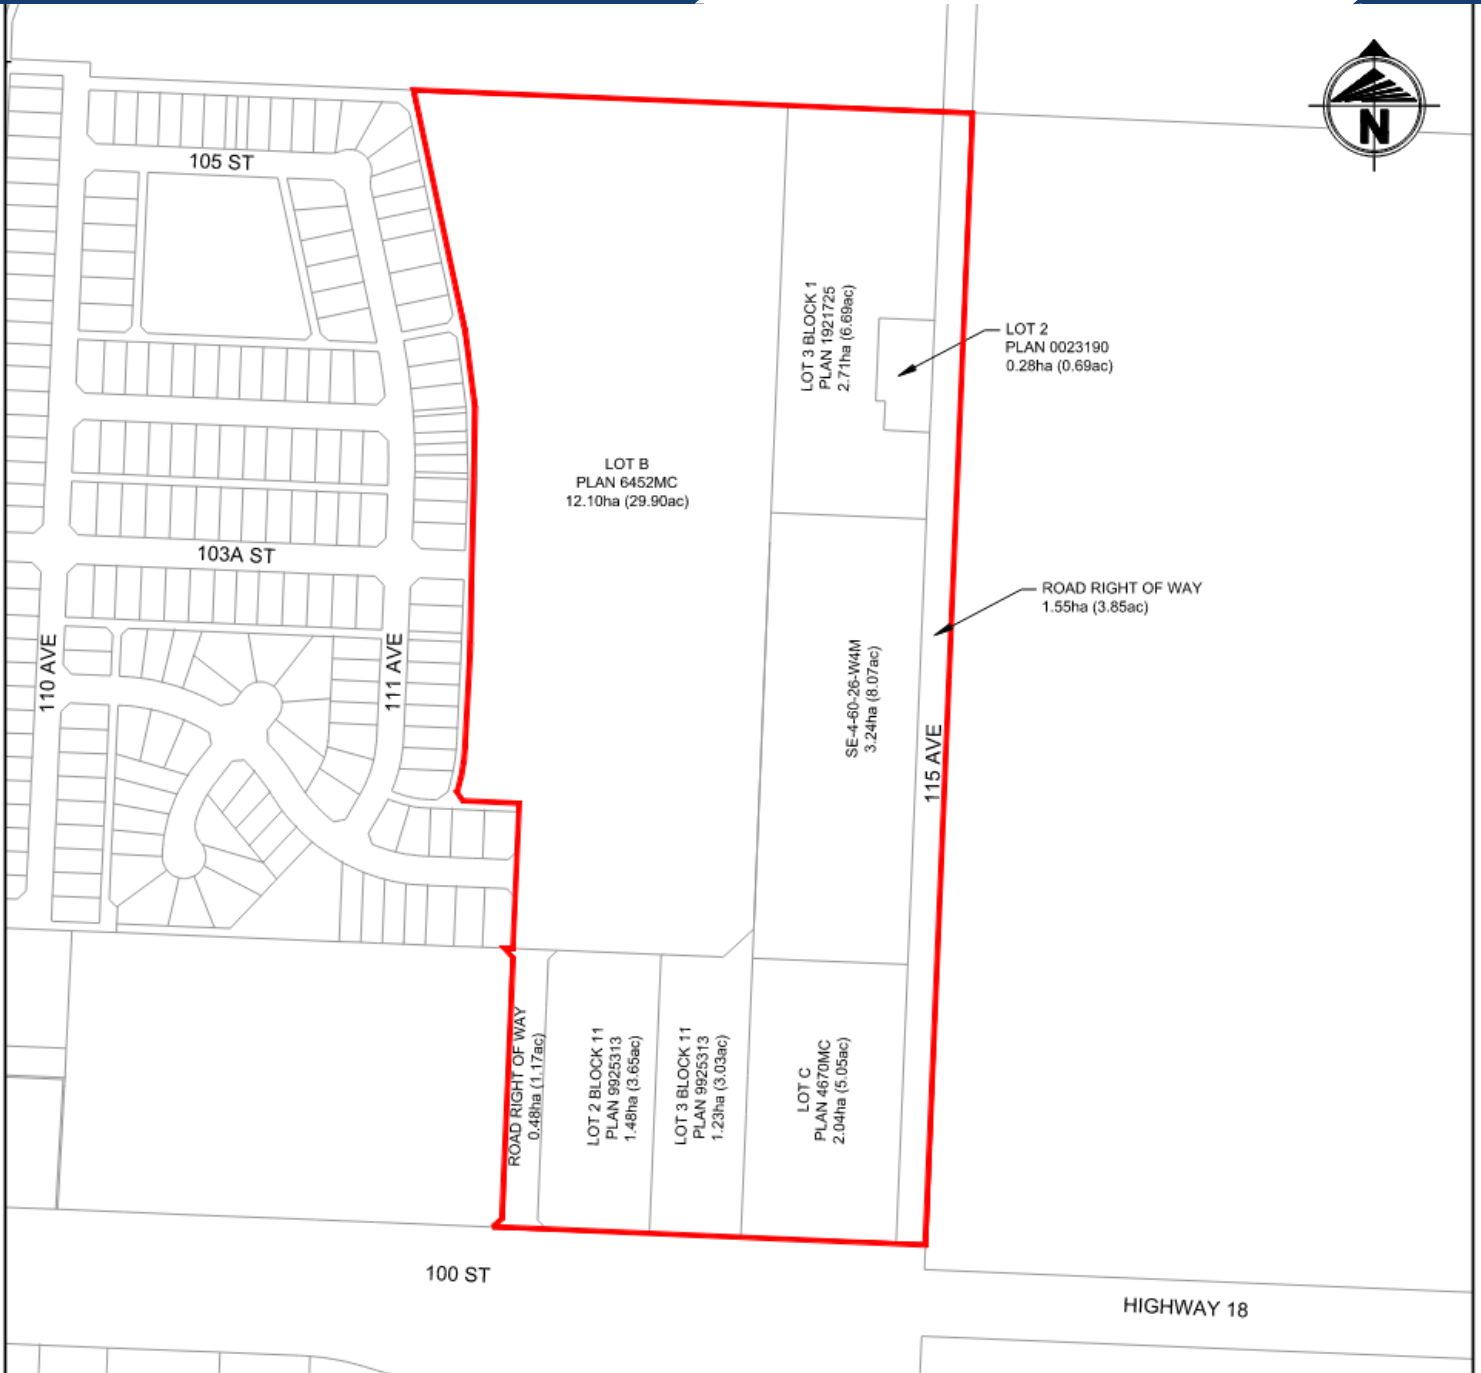 N
105 ST
LOT 3 BLOCK 1
PLAN 1921725
2.71ha (6.69ac)
LOT 2
PLAN 0023190
0.28ha (0.69ac)
LOT B
PLAN 6452MC
12.10ha (29.90ac)
103A ST
ROAD RIGHT OF WAY
1.55ha (3.85ac)
110 AVE
111 AVE
SE-4-60-26-W4M
3.24ha (8.07ac)
115 AVE
ROAD RIGHT OF WAY
0.48ha (1.17ac)
LOT 2 BLOCK 11
PLAN 9925313
1.48ha (3.65ac)
LOT 3 BLOCK 11
PLAN 9925313
1.23ha (3.03ac)
LOT C
PLAN 4670MC
2.04ha (5.05ac)
100 ST
HIGHWAY 18